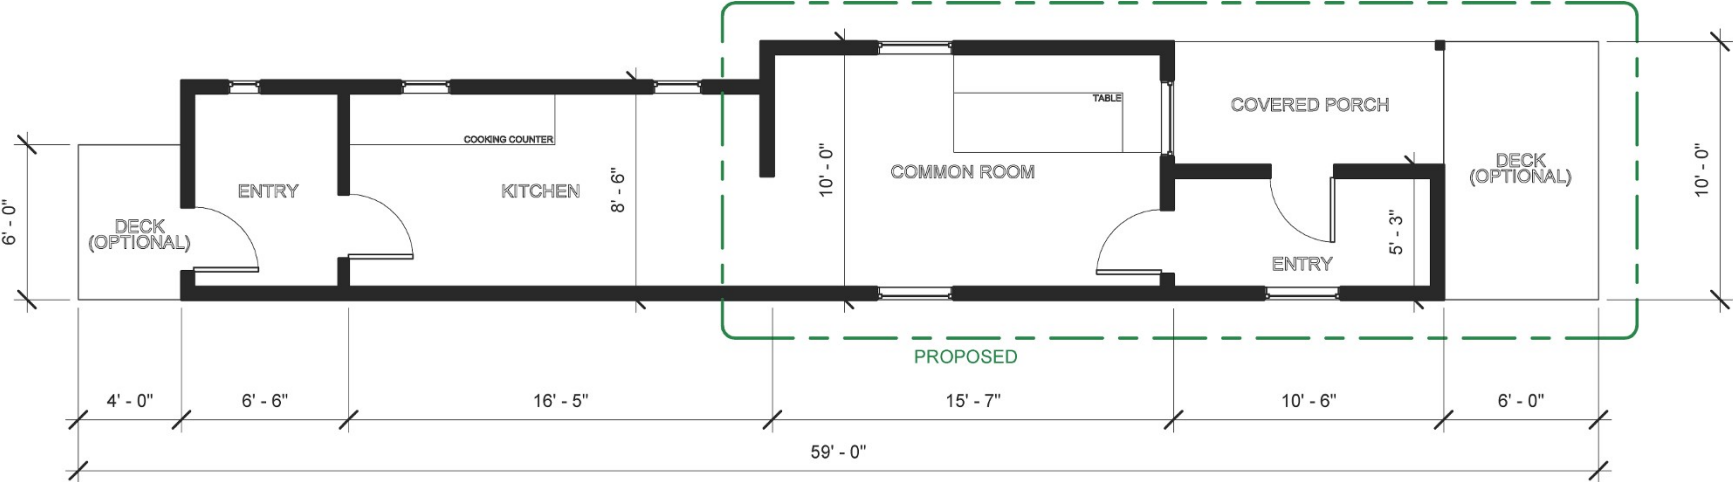 COVERED PORCH
TABLE
COOKING COUNTER
DECK
(OPTIONAL)
COMMON ROOM
10' - 0"
10' - 0"
ENTRY
KITCHEN
8' - 6"
6' - 0"
DECK
(OPTIONAL)
5' - 3"
ENTRY
PROPOSED
4' - 0"
6' - 6"
16' - 5"
15' - 7"
10' - 6"
6' - 0"
59' - 0"